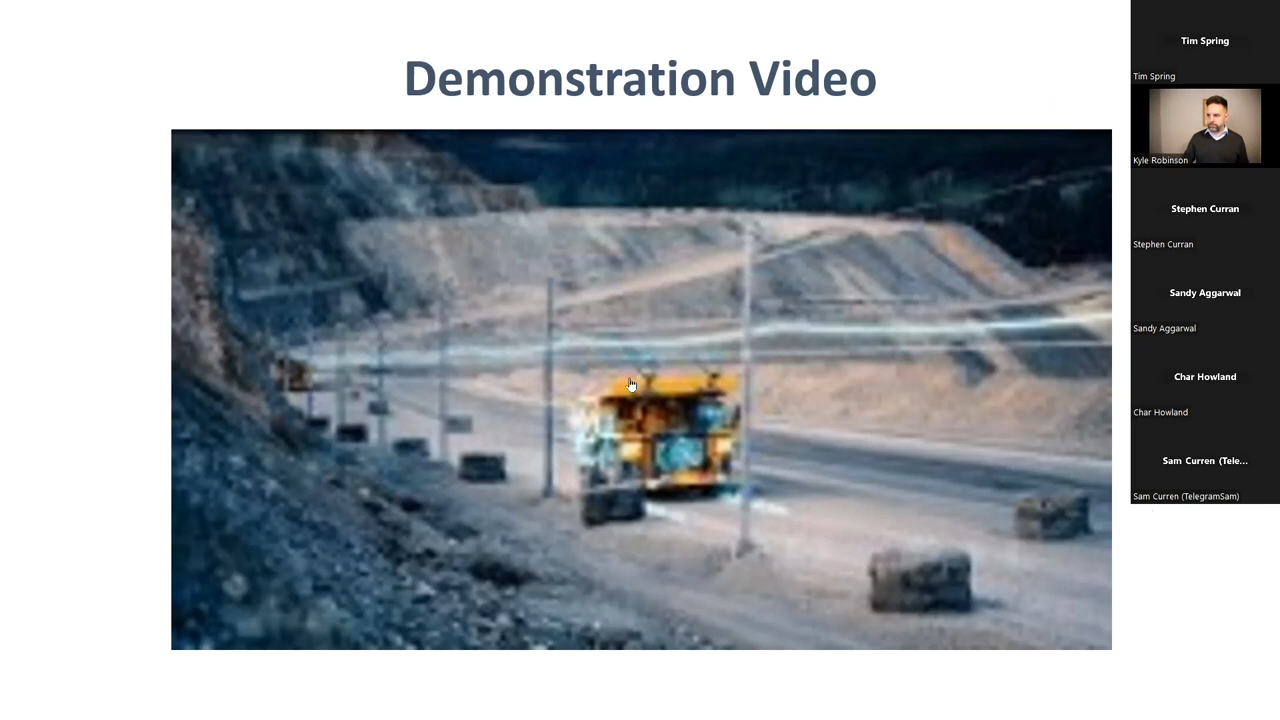 Demonstration Video
Tim Spring
Tim Spring
Kyle Robinson
Stephen Curran
Stephen Curran
Sandy Aggarwal
Sandy Aggarwal
Char Howland
Char Howland
Sam Curren (Tele...
Sam Curren (TelegramSam)